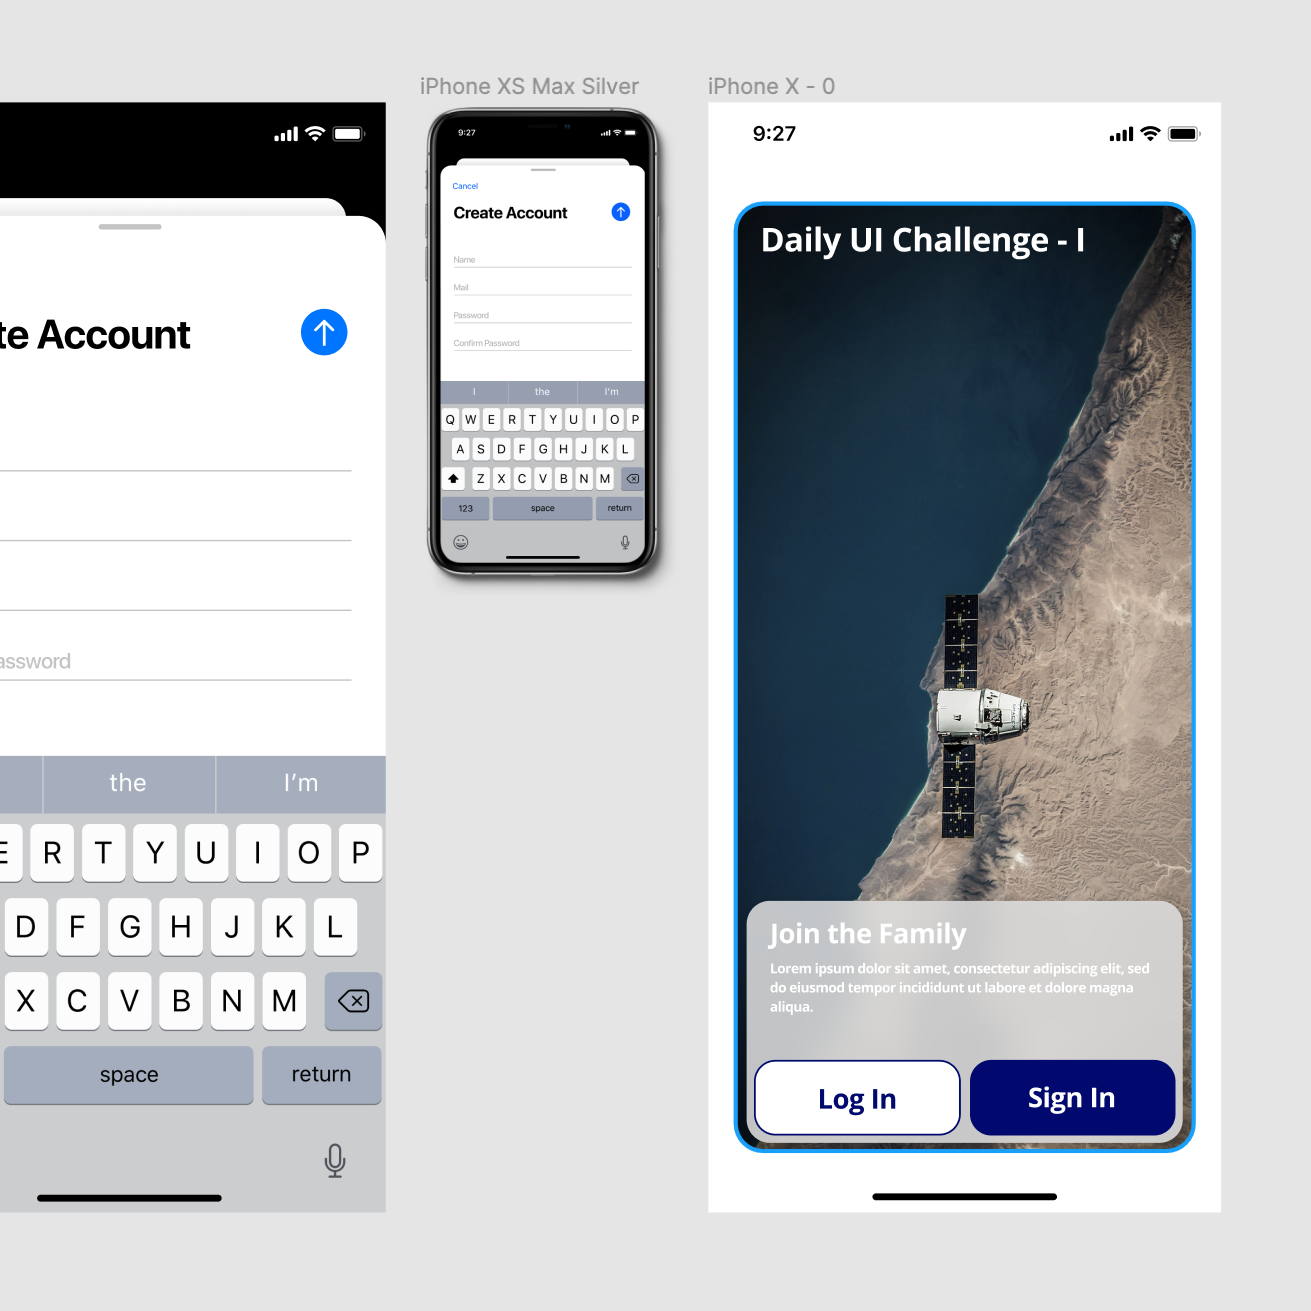 te Account
assword
the
I'm
E R T Y U I O P
D F G H J K L
X C V B N M
space
return
iPhone XS Max Silver
9:27
Cancel
Create Account
Name
Mail
Password
Confirm Password
I
the
I'm
Q W E R T Y U I O P
A S D F G H J K L
Z X C V B N M
123
space
return
iPhone X - 0
9:27
Daily UI Challenge - I
Join the Family
Lorem ipsum dolor sit amet, consectetur adipiscing elit, sed
do eiusmod tempor incididunt ut labore et dolore magna
aliqua.
Log In
Sign In